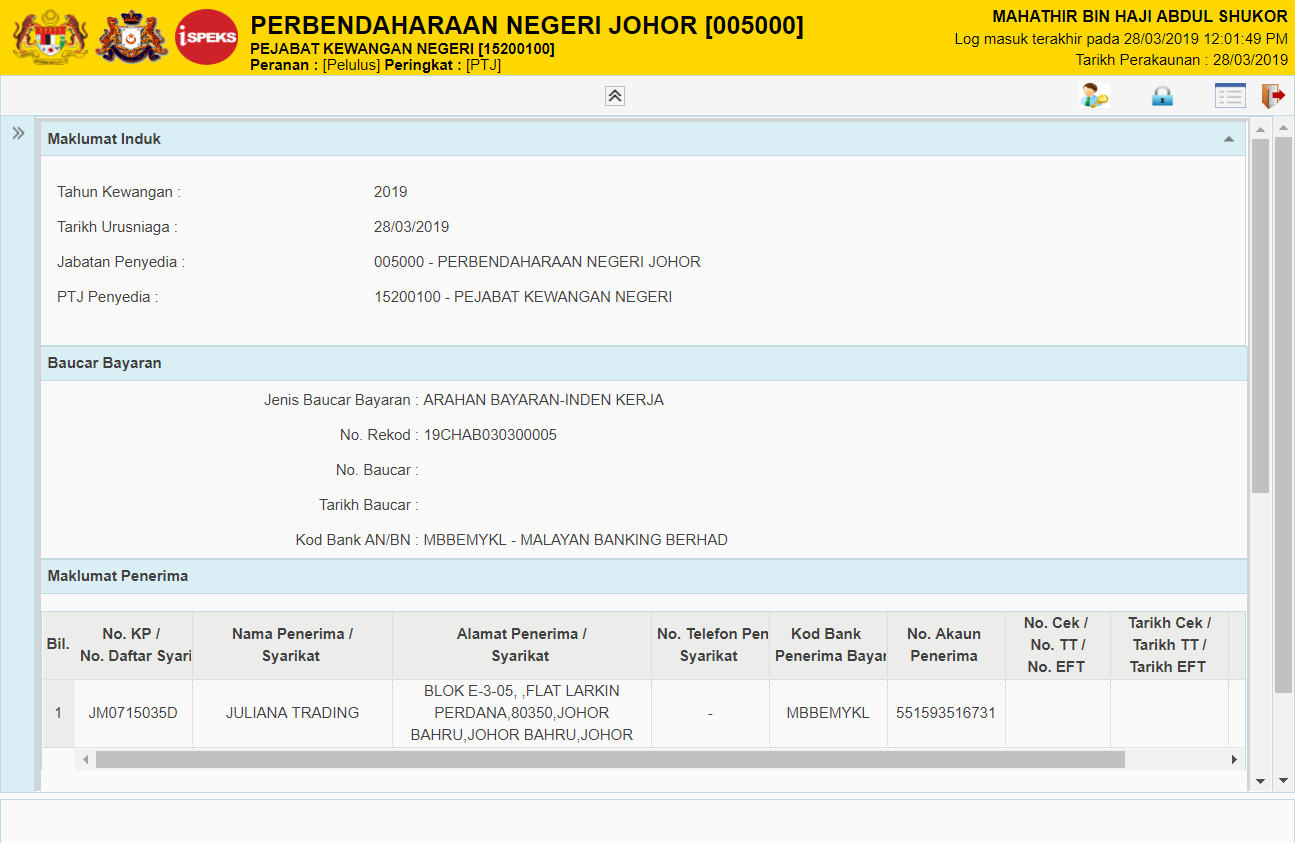 iSPEKS
PERBENDAHARAAN NEGERI JOHOR [005000]
PEJABAT KEWANGAN NEGERI [15200100]
Peranan : [Pelulus] Peringkat : [PTJ]
MAHATHIR BIN HAJI ABDUL SHUKOR
Log masuk terakhir pada 28/03/2019 12:01:49 PM
Tarikh Perakaunan : 28/03/2019
Maklumat Induk
Tahun Kewangan : 2019
Tarikh Urusniaga : 28/03/2019
Jabatan Penyedia : 005000 - PERBENDAHARAAN NEGERI JOHOR
PTJ Penyedia : 15200100 - PEJABAT KEWANGAN NEGERI
Baucar Bayaran
Jenis Baucar Bayaran : ARAHAN BAYARAN-INDEN KERJA
No. Rekod : 19CHAB030300005
No. Baucar :
Tarikh Baucar :
Kod Bank AN/BN : MBBEMYKL - MALAYAN BANKING BERHAD
Maklumat Penerima
Bil.
No. KP /
No. Daftar Syari
Nama Penerima /
Syarikat
Alamat Penerima /
Syarikat
No. Telefon Pen
Syarikat
Kod Bank
Penerima Bayar
No. Akaun
Penerima
No. Cek /
No. TT /
No. EFT
Tarikh Cek /
Tarikh TT /
Tarikh EFT
1
JM0715035D
JULIANA TRADING
BLOK E-3-05, ,FLAT LARKIN
PERDANA,80350,JOHOR
BAHRU,JOHOR BAHRU,JOHOR
-
MBBEMYKL
551593516731